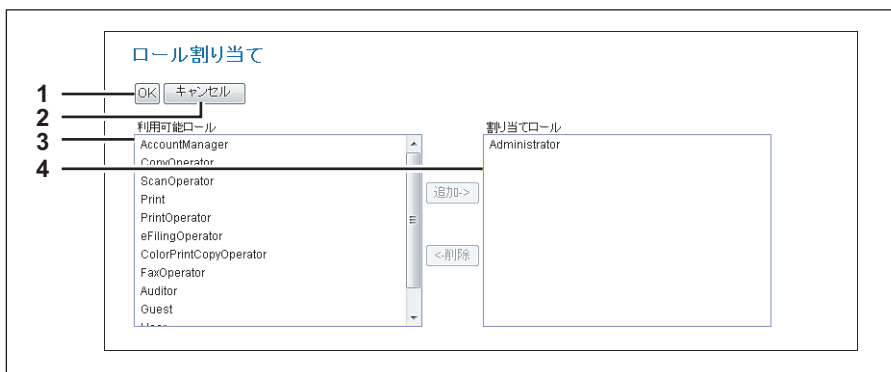 ロール割り当て
1
OK キャンセル
2
利用可能ロール 割り当てロール
3
AccountManager Administrator
CopyOperator
4
ScanOperator
Print 追加->
PrintOperator
eFilingOperator
ColorPrintCopyOperator <-削除
FaxOperator
Auditor
Guest
User